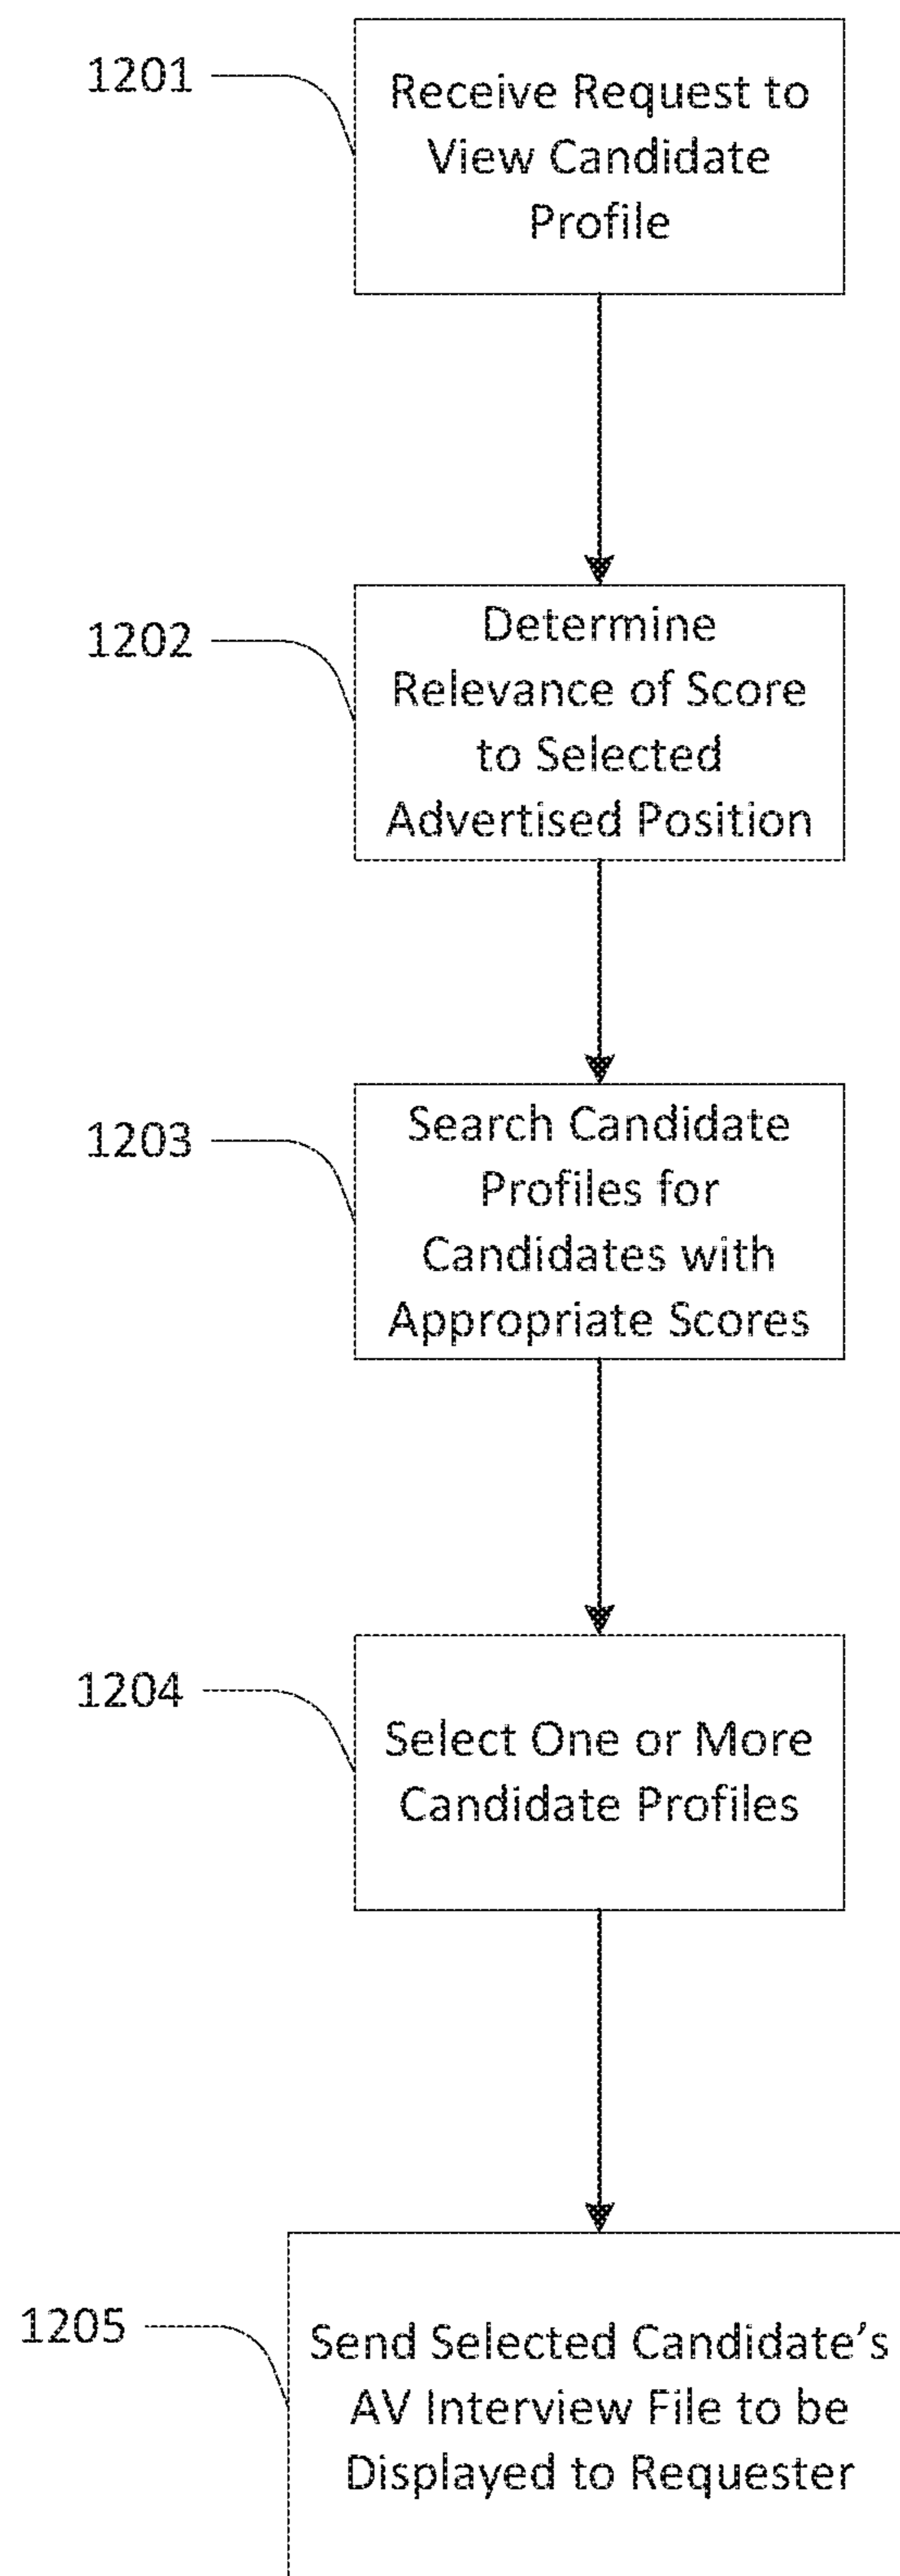 1201
Receive Request to
View Candidate
Profile
1202
Determine
Relevance of Score
to Selected
Advertised Position
1203
Search Candidate
Profiles for
Candidates with
Appropriate Scores
1204
Select One or More
Candidate Profiles
1205
Send Selected Candidate's
AV Interview File to be
Displayed to Requester